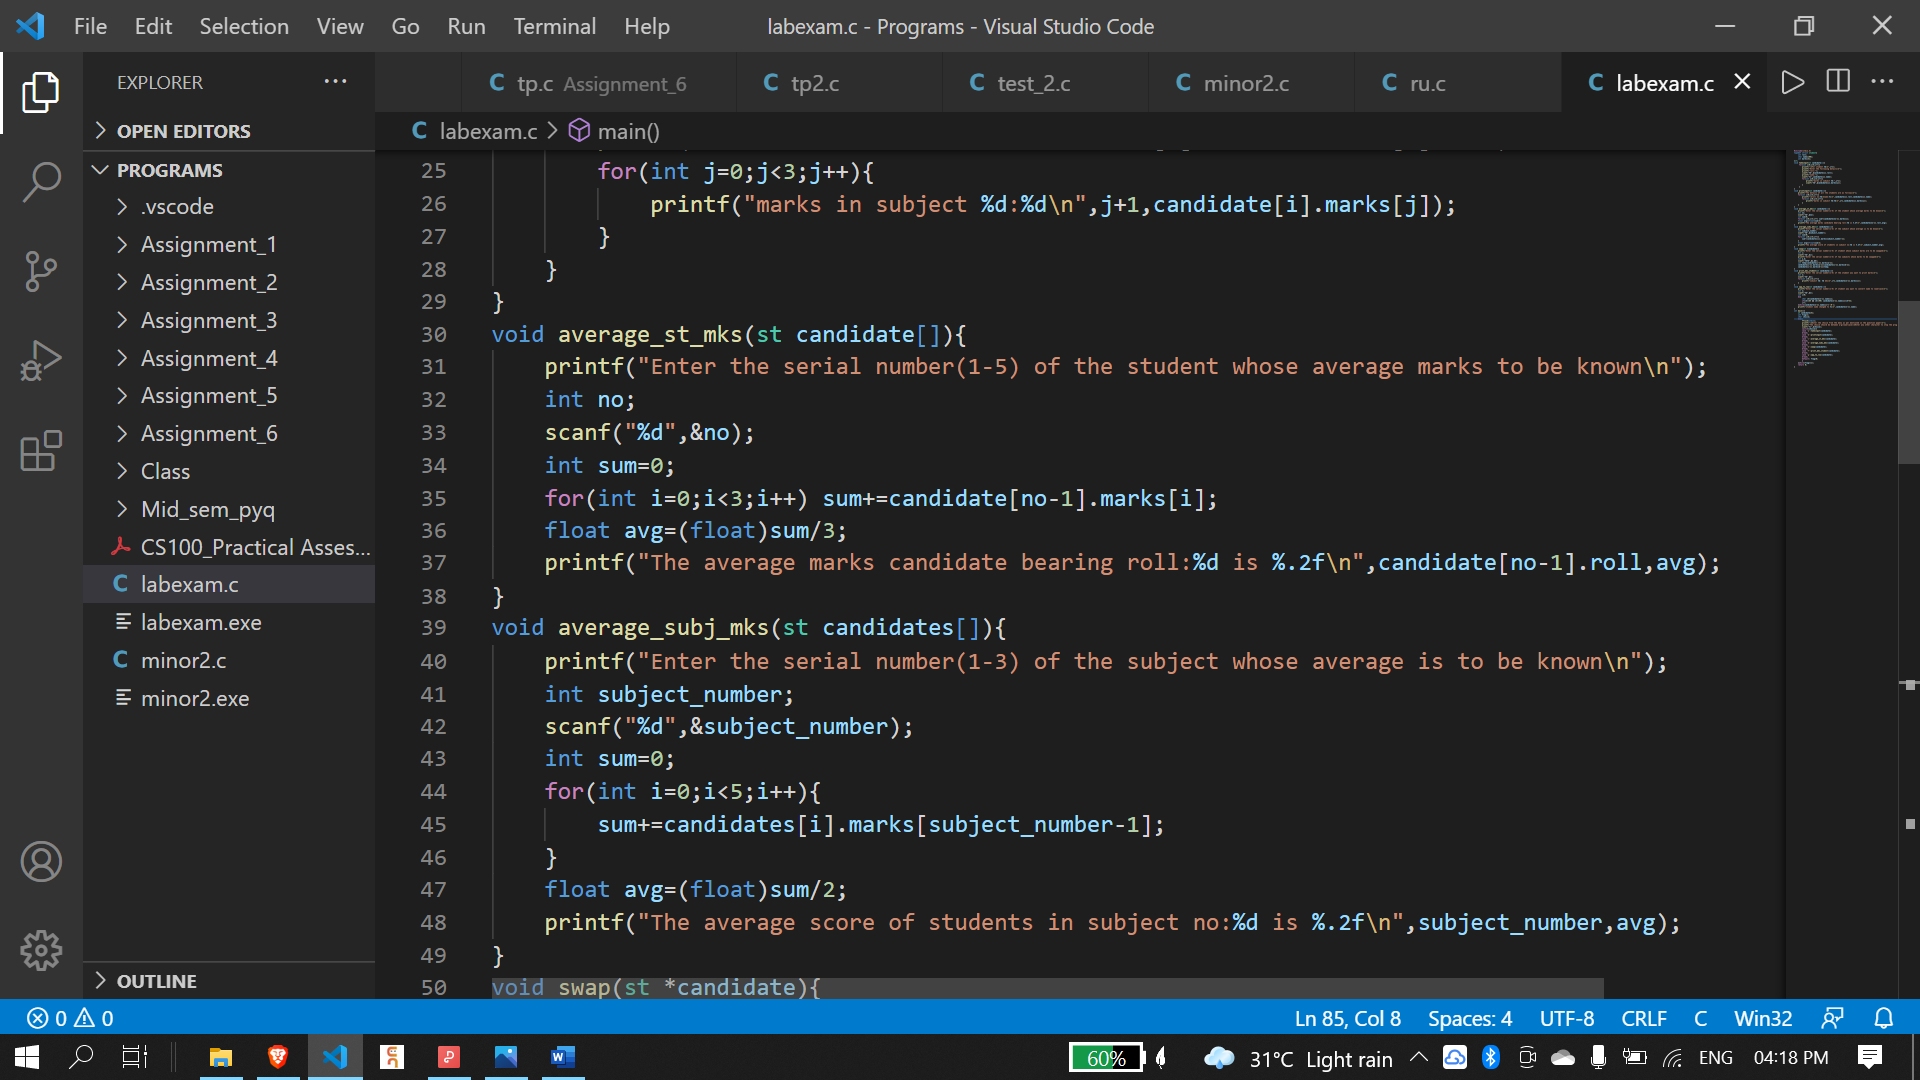 File Edit Selection View Go Run Terminal Help labexam.c - Programs - Visual Studio Code
EXPLORER
tp.c Assignment_6 tp2.c test_2.c minor2.c ru.c labexam.c
OPEN EDITORS
PROGRAMS
.vscode
Assignment_1
Assignment_2
Assignment_3
Assignment_4
Assignment_5
Assignment_6
Class
Mid_sem_pyq
CS100_Practical Asses...
labexam.c
labexam.exe
minor2.c
minor2.exe
OUTLINE
labexam.c > main()
25 for(int j=0;j<3;j++){
26 printf("marks in subject %d:%d\n",j+1,candidate[i].marks[j]);
27 }
28 }
29 }
30 void average_st_mks(st candidate[]){
31 printf("Enter the serial number(1-5) of the student whose average marks to be known\n");
32 int no;
33 scanf("%d",&no);
34 int sum=0;
35 for(int i=0;i<3;i++) sum+=candidate[no-1].marks[i];
36 float avg=(float)sum/3;
37 printf("The average marks candidate bearing roll:%d is %.2f\n",candidate[no-1].roll,avg);
38 }
39 void average_subj_mks(st candidates[]){
40 printf("Enter the serial number(1-3) of the subject whose average is to be known\n");
41 int subject_number;
42 scanf("%d",&subject_number);
43 int sum=0;
44 for(int i=0;i<5;i++){
45 sum+=candidates[i].marks[subject_number-1];
46 }
47 float avg=(float)sum/2;
48 printf("The average score of students in subject no:%d is %.2f\n",subject_number,avg);
49 }
50 void swap(st *candidate){
0 0 Ln 85, Col 8 Spaces: 4 UTF-8 CRLF C Win32
60% 31°C Light rain ENG 04:18 PM